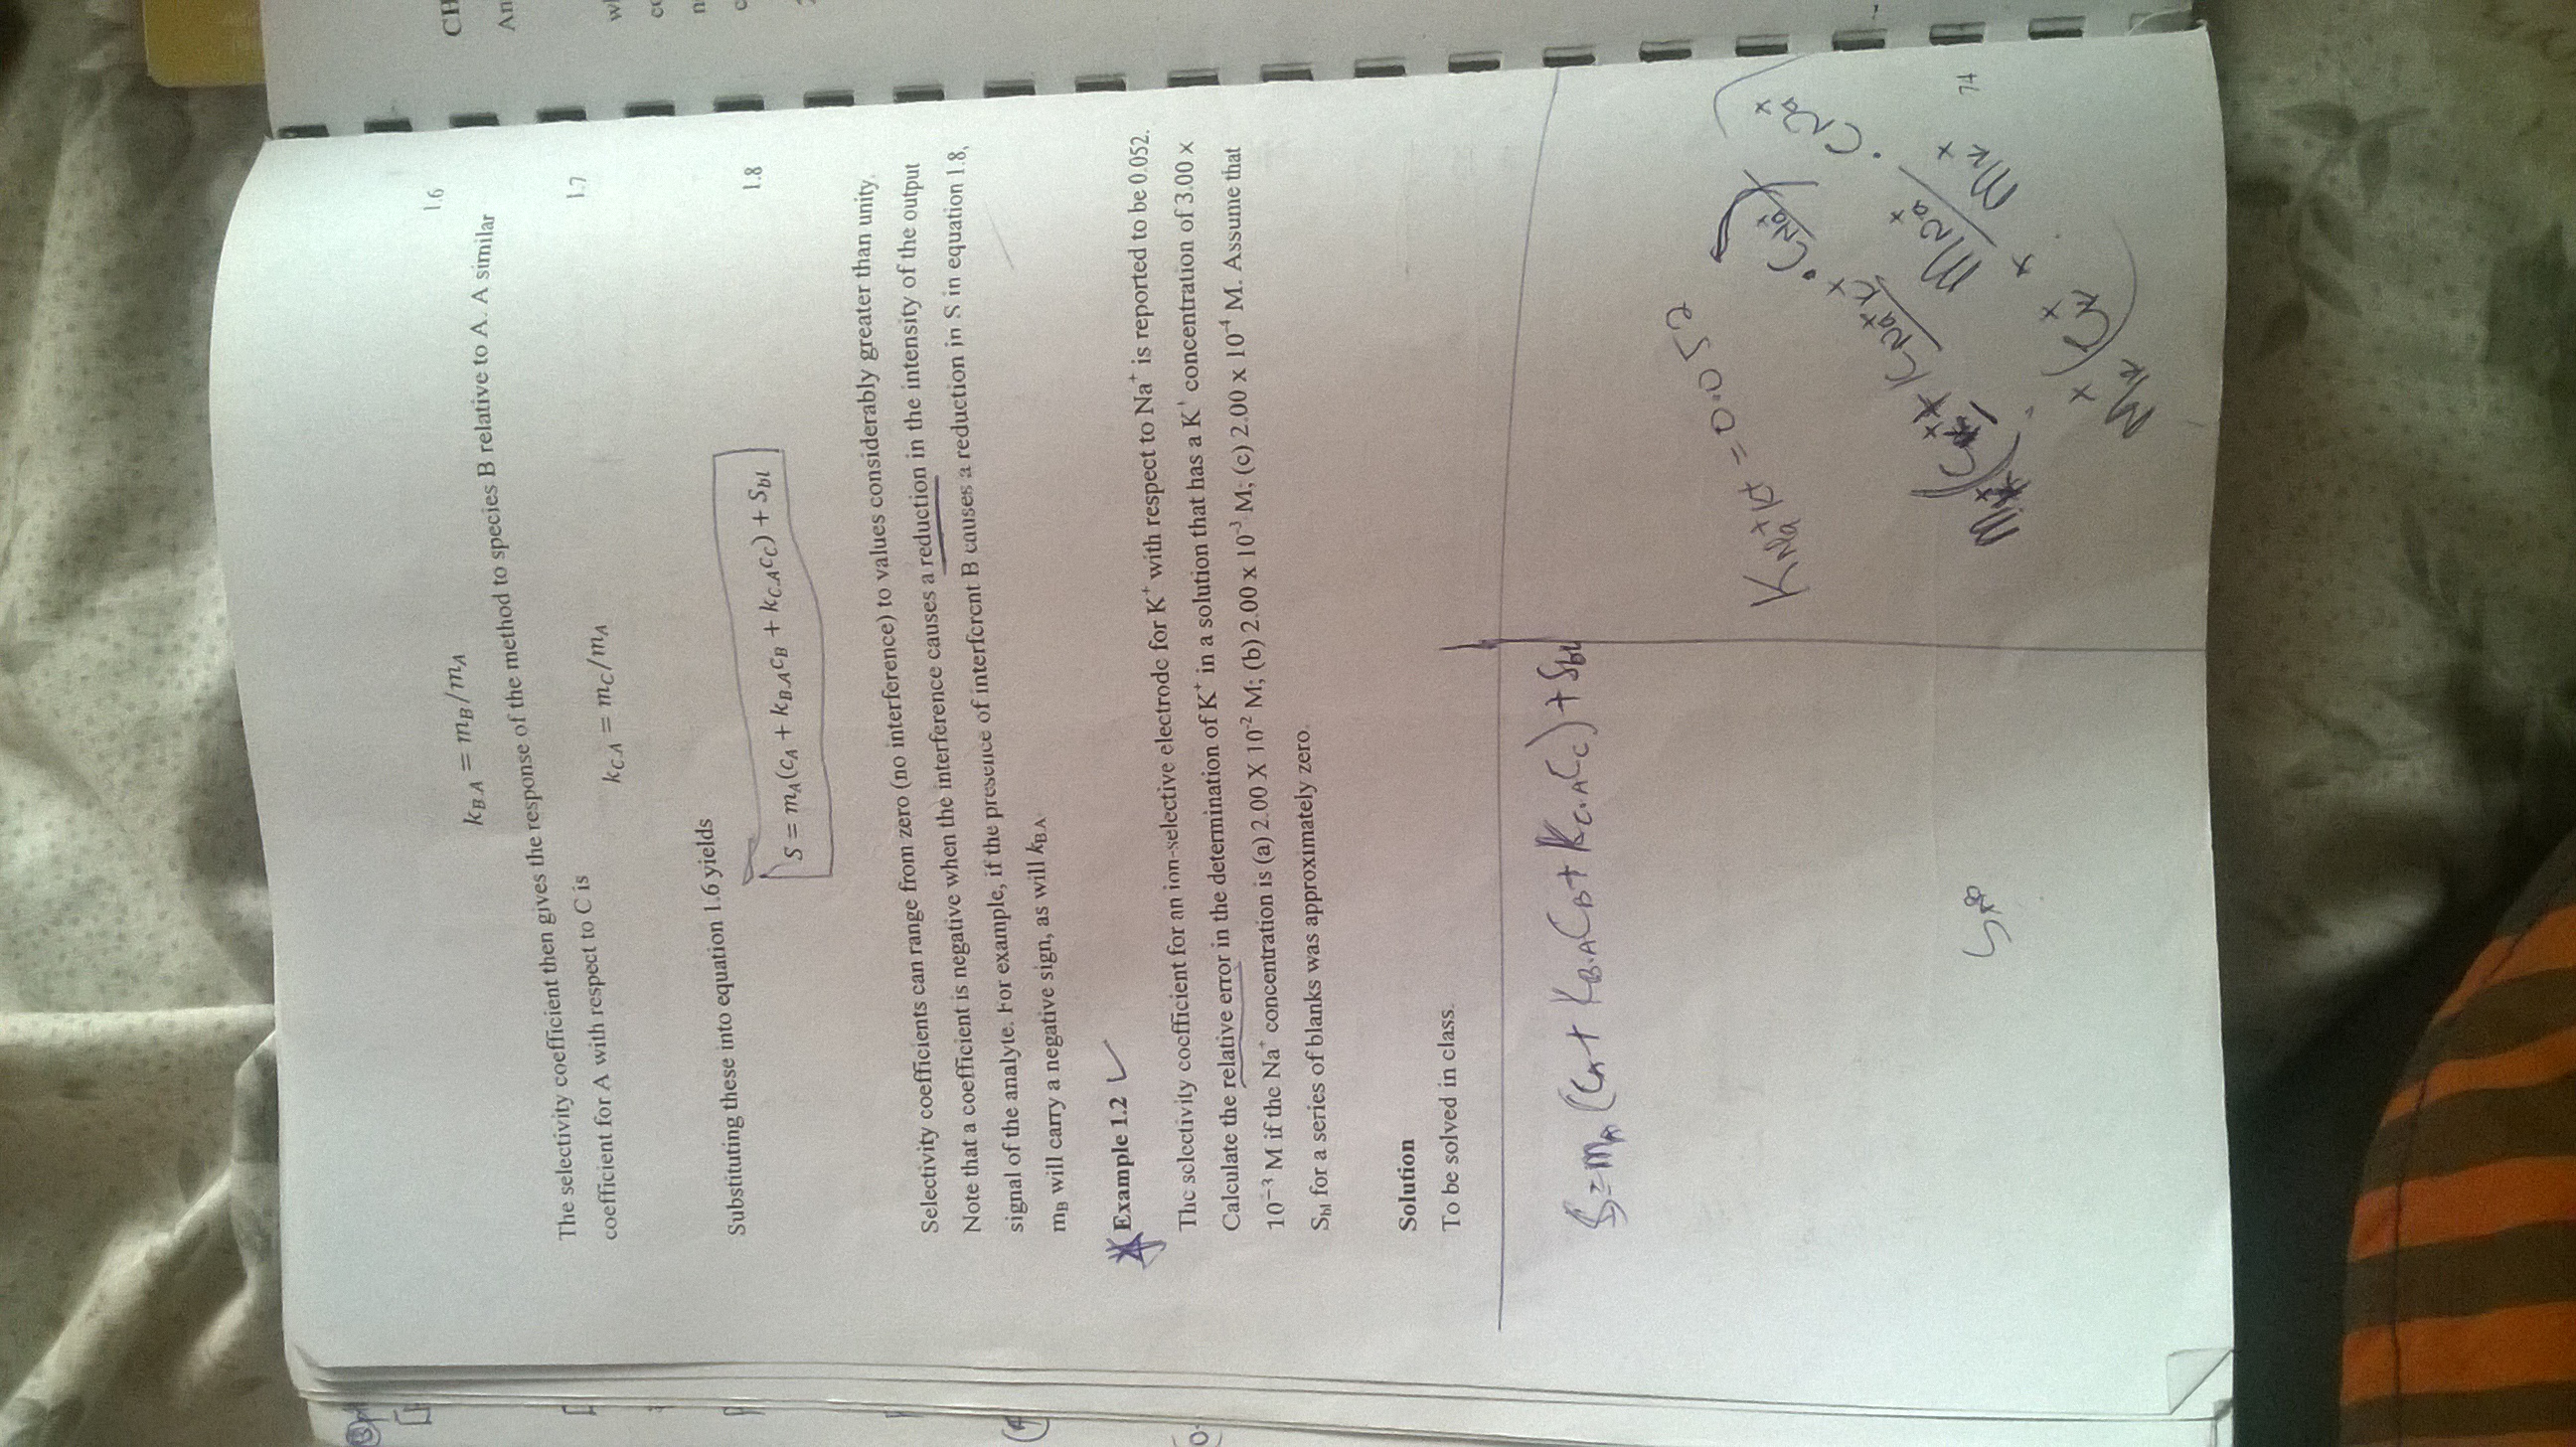 1.6
k_{B.A} = m_B/m_A
The selectivity coefficient then gives the response of the method to species B relative to A. A similar
coefficient for A with respect to C is
1.7
k_{C.A} = m_C/m_A
Substituting these into equation 1.6 yields
S = m_A(c_A + k_{B.A}c_B + k_{C.A}c_C) + S_{bl}
1.8
Selectivity coefficients can range from zero (no interference) to values considerably greater than unity.
Note that a coefficient is negative when the interference causes a reduction in the intensity of the output
signal of the analyte. For example, if the presence of interferent B causes a reduction in S in equation 1.8,
m_B will carry a negative sign, as will k_{B.A}
Example 1.2 ✓
The selectivity coefficient for an ion-selective electrode for K⁺ with respect to Na⁺ is reported to be 0.052.
Calculate the relative error in the determination of K⁺ in a solution that has a K⁺ concentration of 3.00 x
10⁻³ M if the Na⁺ concentration is (a) 2.00 X 10⁻² M; (b) 2.00 x 10⁻³ M; (c) 2.00 x 10⁻⁴ M. Assume that
S_{bl} for a series of blanks was approximately zero.
Solution
To be solved in class.
S = m_A (C_A + K_{B.A}C_B + K_{C.A}C_C) + S_{bl}
K_{Na⁺K⁺} = 0.052
M_{K⁺}(C_{K⁺} + K_{Na⁺K⁺} . C_{Na⁺})
M_{K⁺}(C_{K⁺} + M_{Na⁺}/M_{K⁺} . C_{Na⁺})
74
CH
An